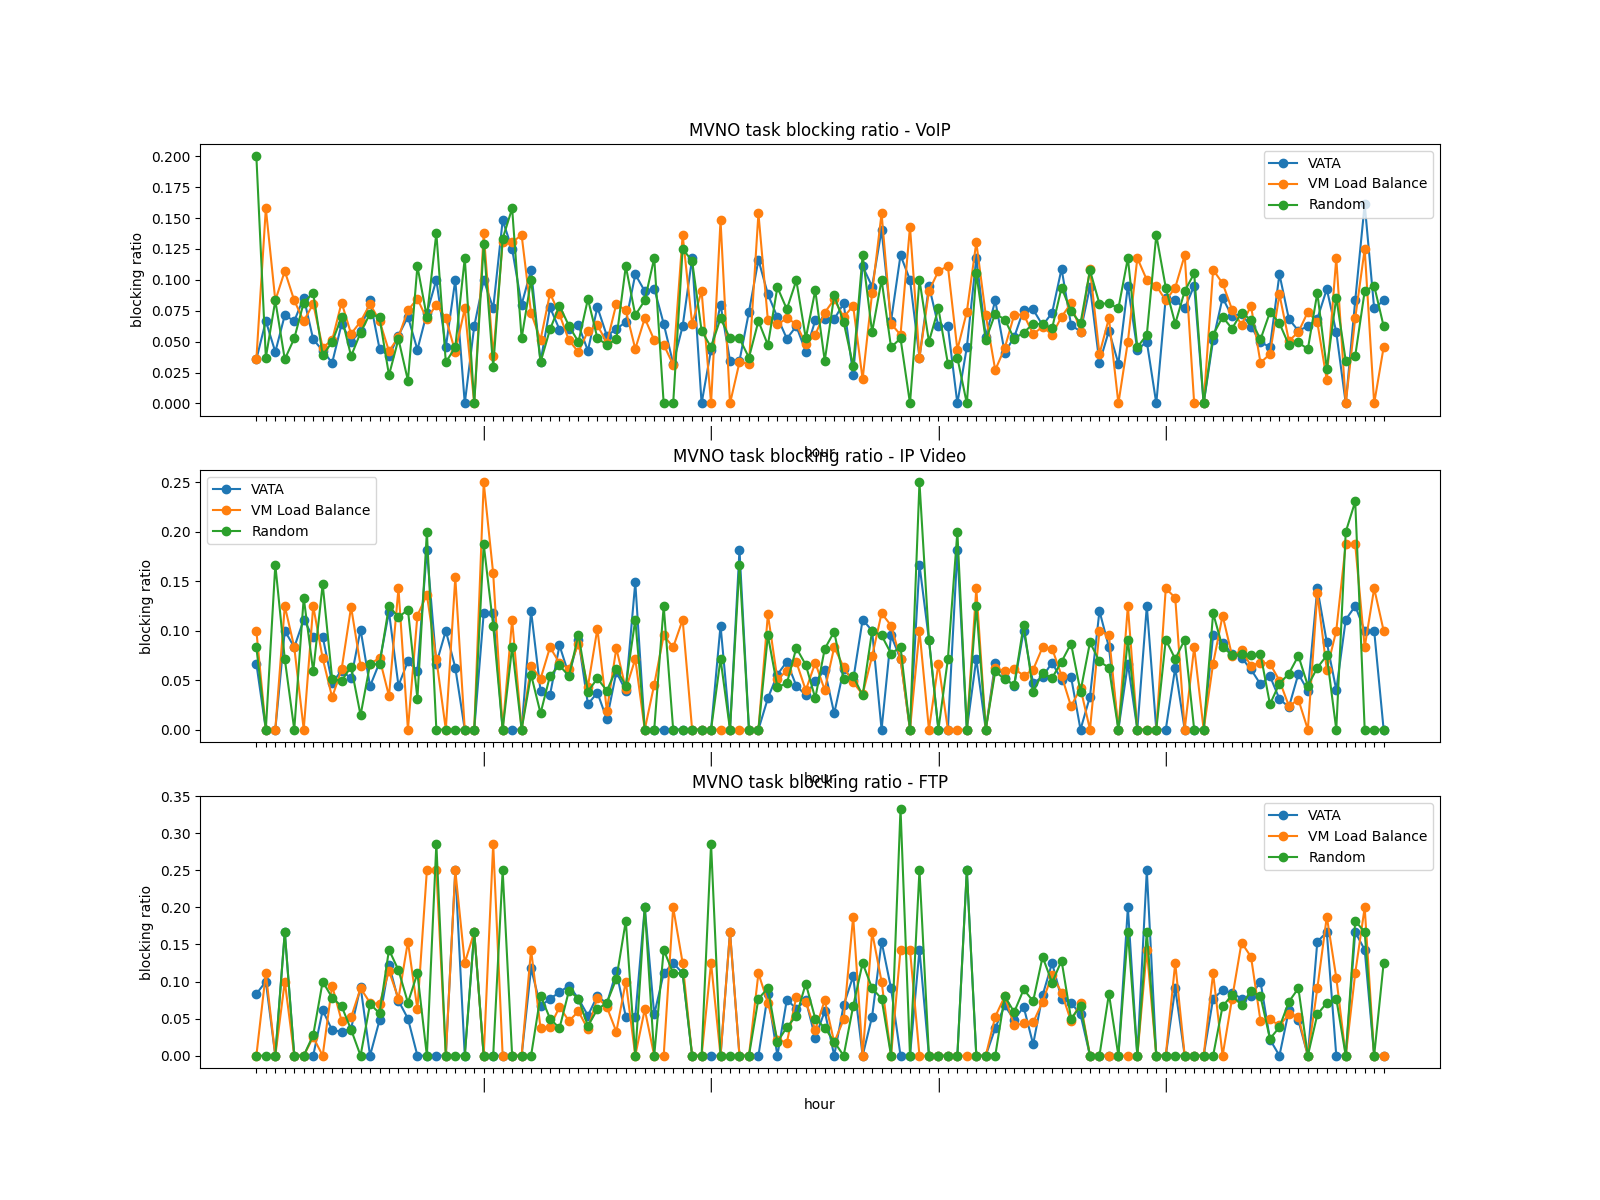 MVNO task blocking ratio - VoIP
0.200
0.175
0.150
0.125
0.100
0.075
0.050
0.025
0.000
blocking ratio
VATA
VM Load Balance
Random
hour
MVNO task blocking ratio - IP Video
0.25
0.20
0.15
0.10
0.05
0.00
blocking ratio
VATA
VM Load Balance
Random
hour
MVNO task blocking ratio - FTP
0.35
0.30
0.25
0.20
0.15
0.10
0.05
0.00
blocking ratio
VATA
VM Load Balance
Random
hour